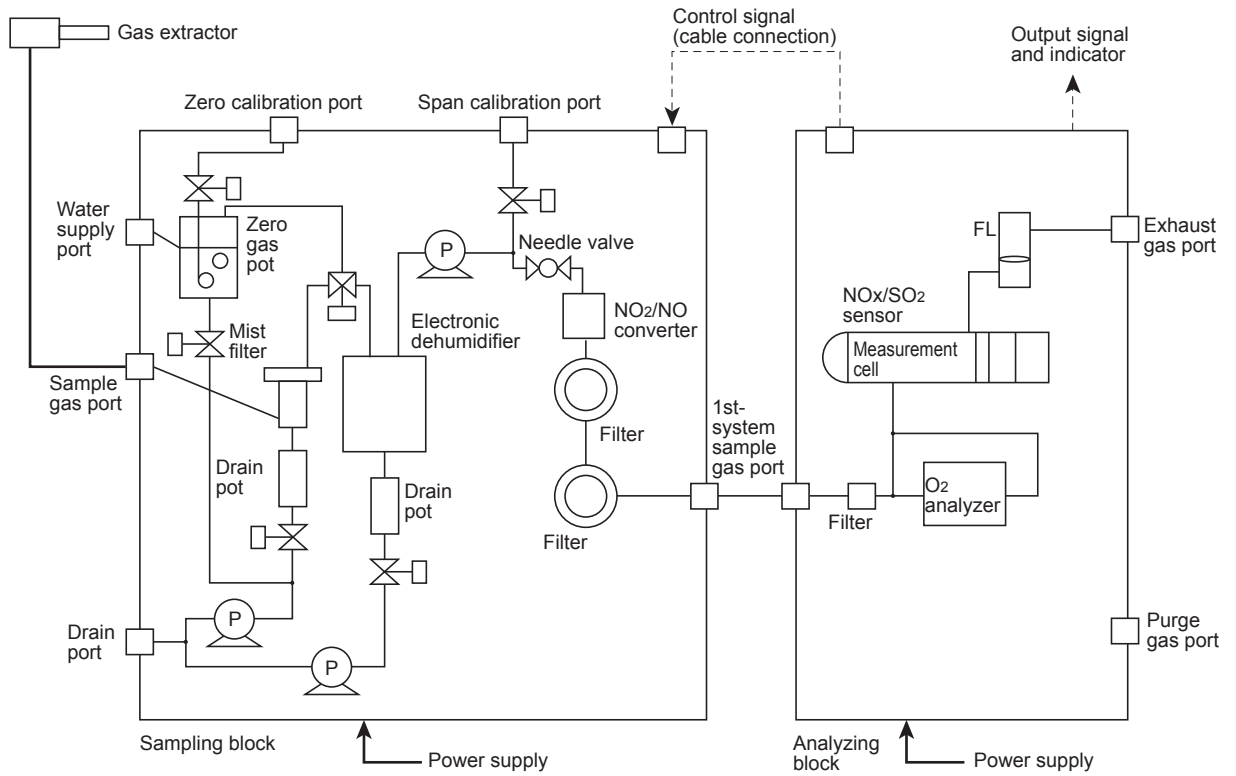 Gas extractor
Control signal
(cable connection)
Output signal
and indicator
Zero calibration port
Span calibration port
Water
supply
port
Zero
gas
pot
P
Needle valve
FL
Exhaust
gas port
NO2/NO
converter
NOx/SO2
sensor
Mist
filter
Electronic
dehumidifier
Measurement
cell
Sample
gas port
Filter
1st-
system
sample
gas port
Drain
pot
Drain
pot
O2
analyzer
Filter
Filter
Drain
port
P
P
Purge
gas port
Sampling block
Power supply
Analyzing
block
Power supply